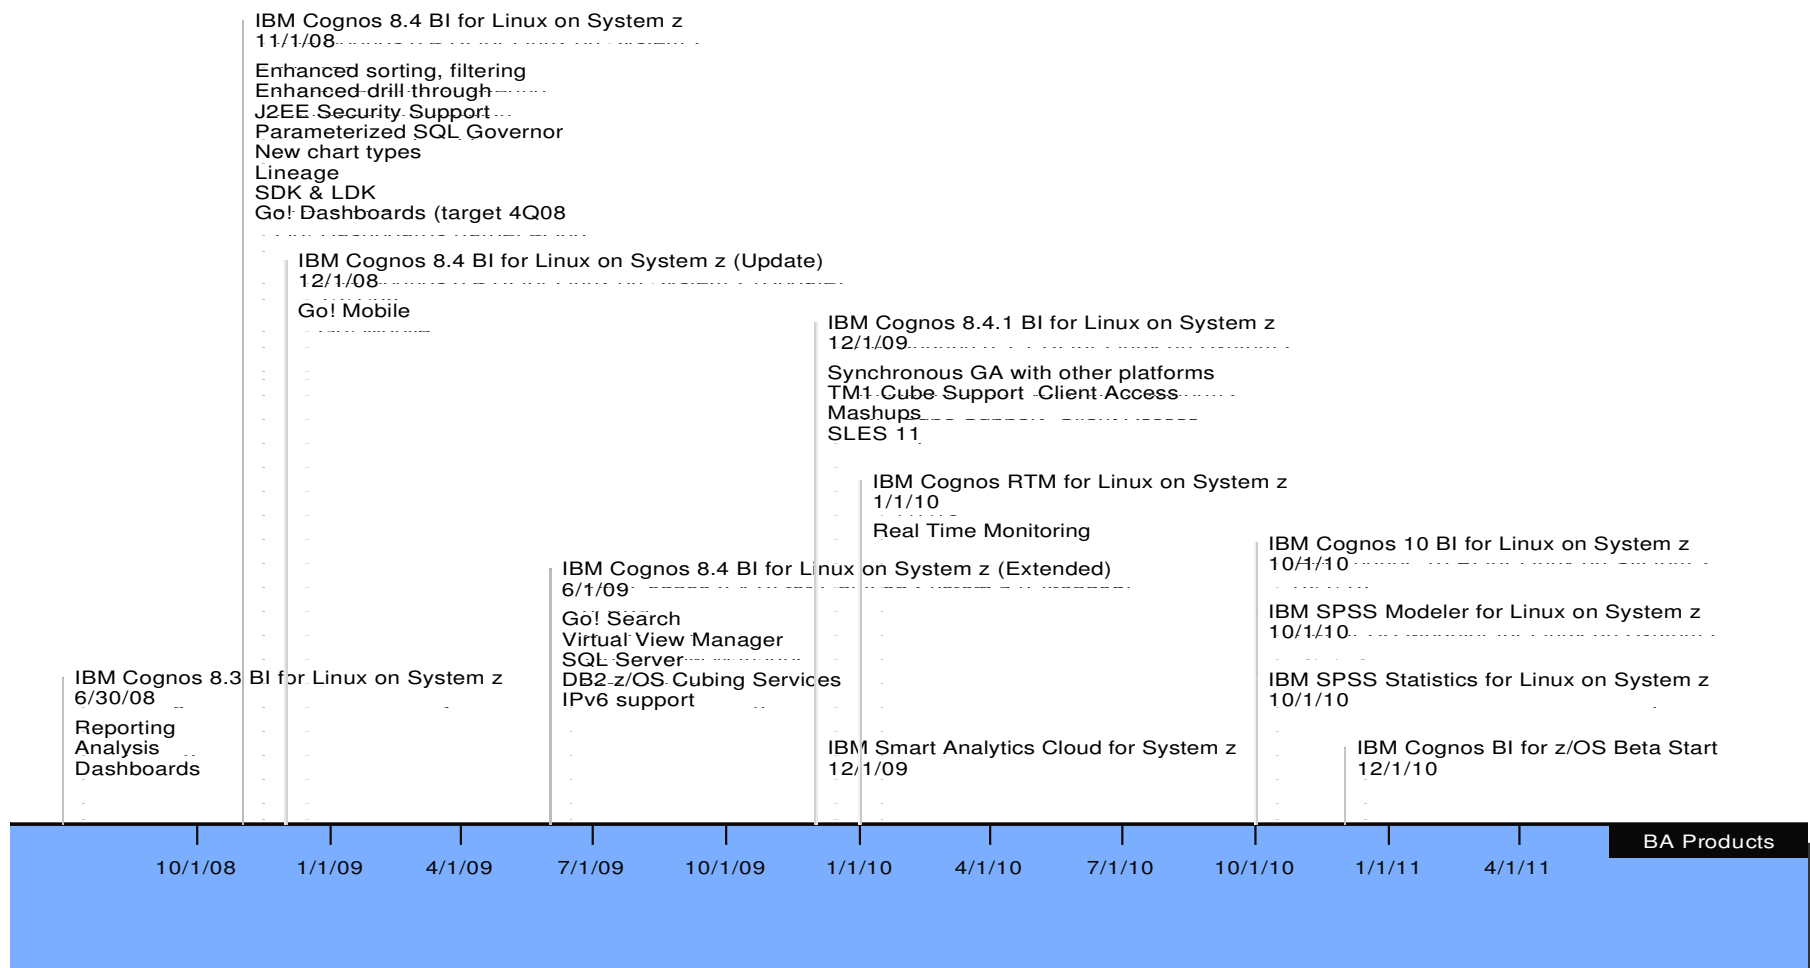 IBM Cognos 8.4 BI for Linux on System z
11/1/08
Enhanced sorting, filtering
Enhanced drill through
J2EE Security Support
Parameterized SQL Governor
New chart types
Lineage
SDK & LDK
Go! Dashboards (target 4Q08
IBM Cognos 8.4 BI for Linux on System z (Update)
12/1/08
Go! Mobile
IBM Cognos 8.4.1 BI for Linux on System z
12/1/09
Synchronous GA with other platforms
TM1 Cube Support  Client Access
Mashups
SLES 11
IBM Cognos RTM for Linux on System z
1/1/10
Real Time Monitoring
IBM Cognos 10 BI for Linux on System z
10/1/10
IBM Cognos 8.4 BI for Linux on System z (Extended)
6/1/09
Go! Search
Virtual View Manager
SQL Server
DB2 z/OS Cubing Services
IPv6 support
IBM SPSS Modeler for Linux on System z
10/1/10
IBM Cognos 8.3 BI for Linux on System z
6/30/08
Reporting
Analysis
Dashboards
IBM SPSS Statistics for Linux on System z
10/1/10
IBM Smart Analytics Cloud for System z
12/1/09
IBM Cognos BI for z/OS Beta Start
12/1/10
BA Products
10/1/08 1/1/09 4/1/09 7/1/09 10/1/09 1/1/10 4/1/10 7/1/10 10/1/10 1/1/11 4/1/11